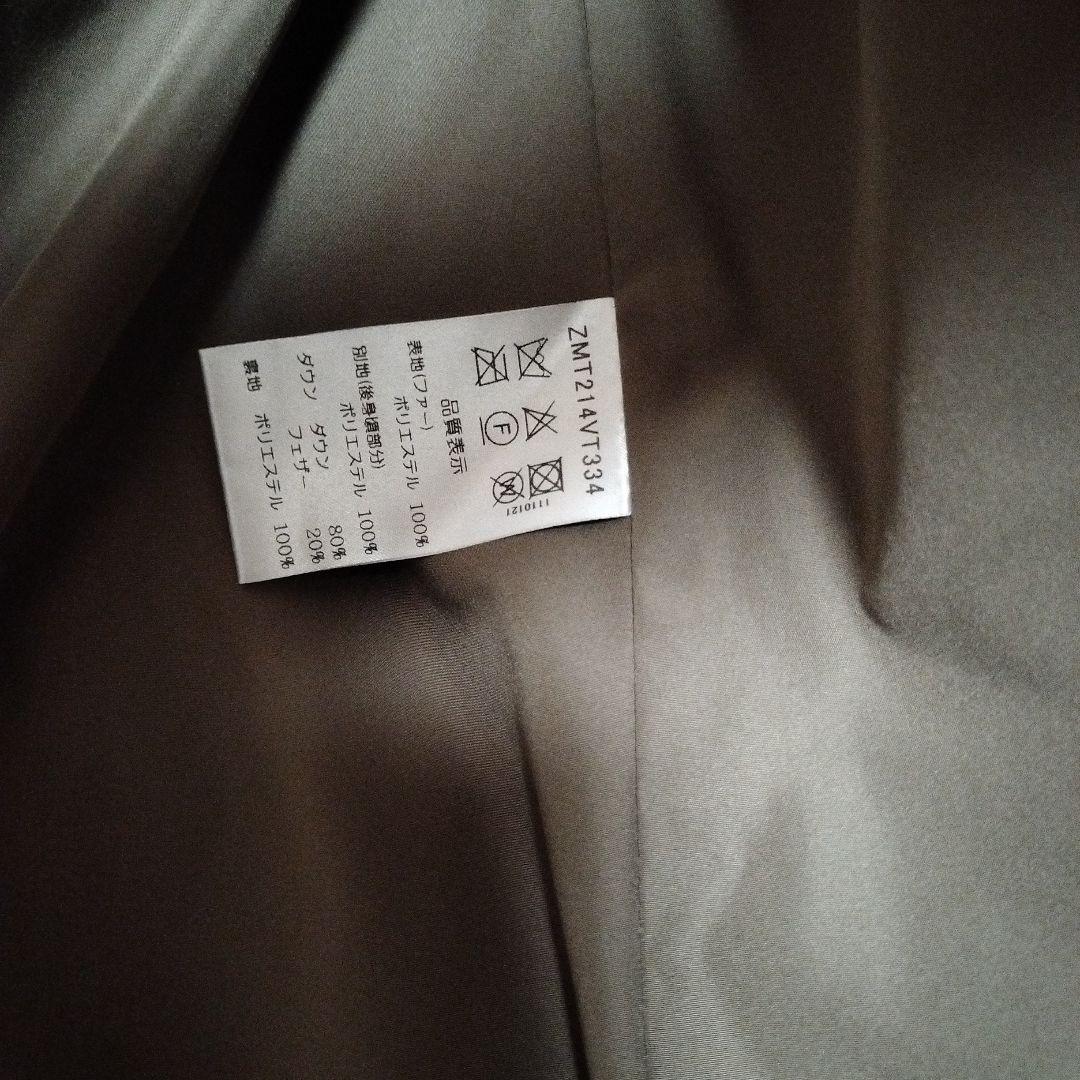 ZMT214VT334
1110121
F
W
品質表示
表地(ファー)
ポリエステル 100%
別地(後身頃部分)
ポリエステル 100%
ダウン ダウン 80%
フェザー 20%
裏地 ポリエステル 100%